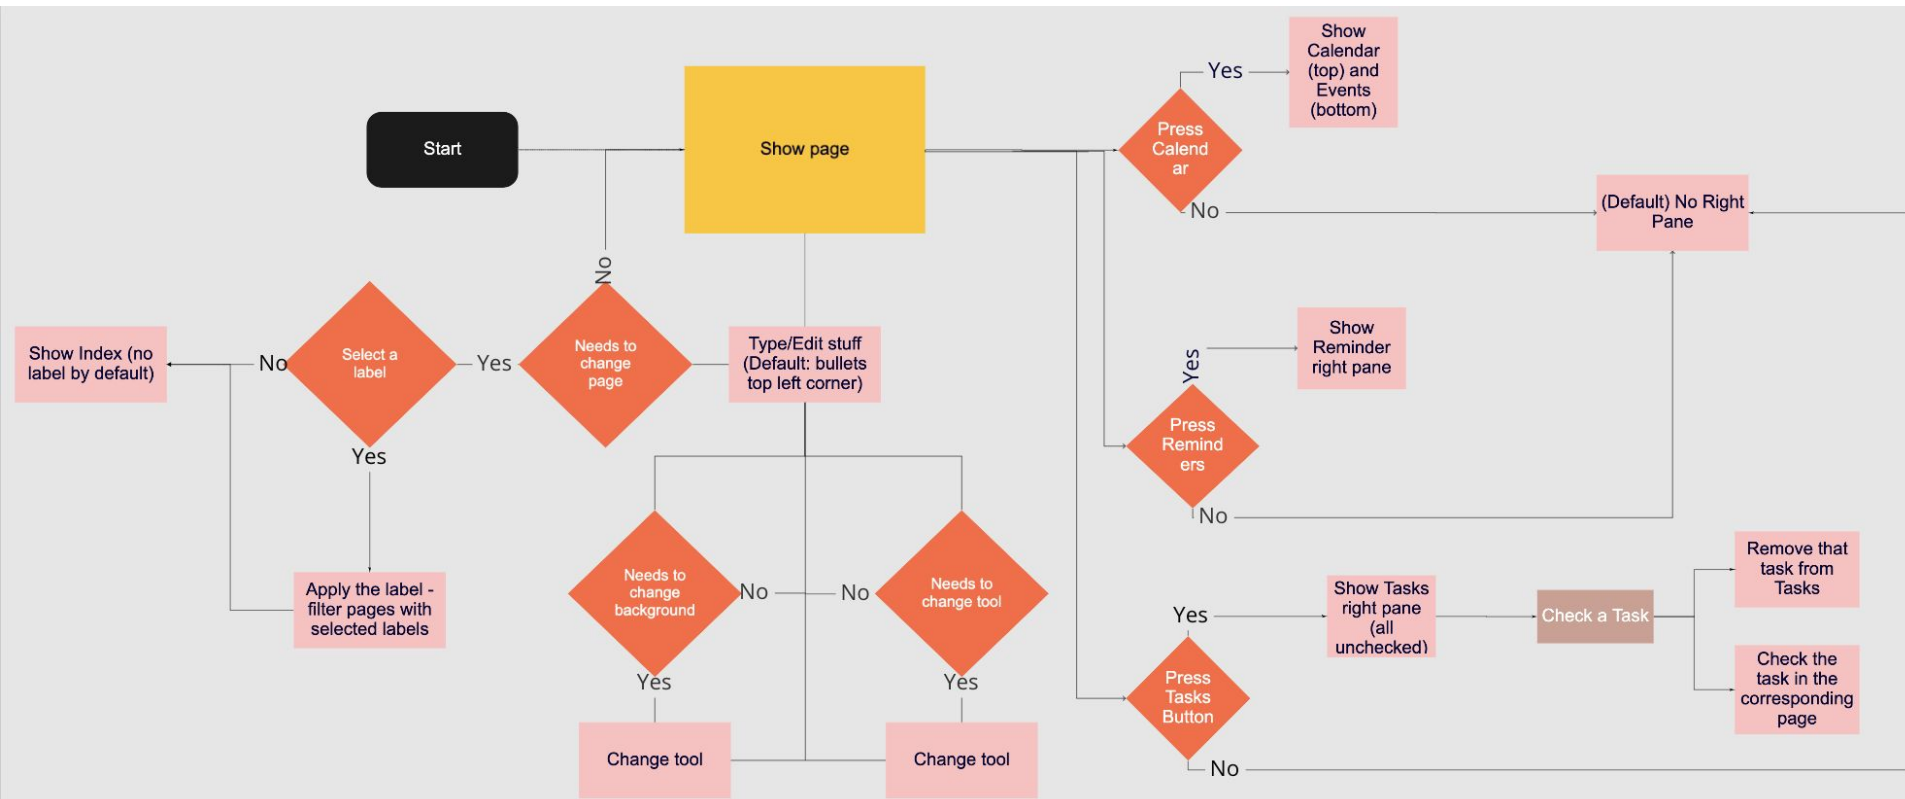 Show
Calendar
(top) and
Events
(bottom)
Yes
Press
Calend
ar
No
Start
Show page
(Default) No Right
Pane
No
Select a
label
Yes
Needs to
change
page
No
Show Index (no
label by default)
Type/Edit stuff
(Default: bullets
top left corner)
Show
Reminder
right pane
Yes
Press
Remind
ers
No
Yes
Apply the label -
filter pages with
selected labels
Needs to
change
background
No
No
Needs to
change tool
Yes
Yes
Change tool
Change tool
Yes
Show Tasks
right pane
(all
unchecked)
Check a Task
Remove that
task from
Tasks
Check the
task in the
corresponding
page
Press
Tasks
Button
No